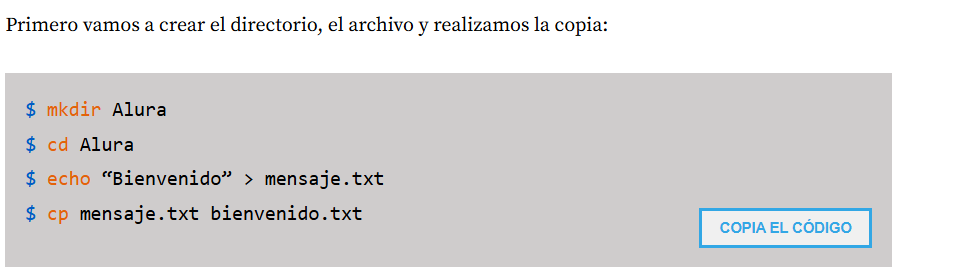 Primero vamos a crear el directorio, el archivo y realizamos la copia:
$ mkdir Alura
$ cd Alura
$ echo “Bienvenido” > mensaje.txt
$ cp mensaje.txt bienvenido.txt
COPIA EL CÓDIGO